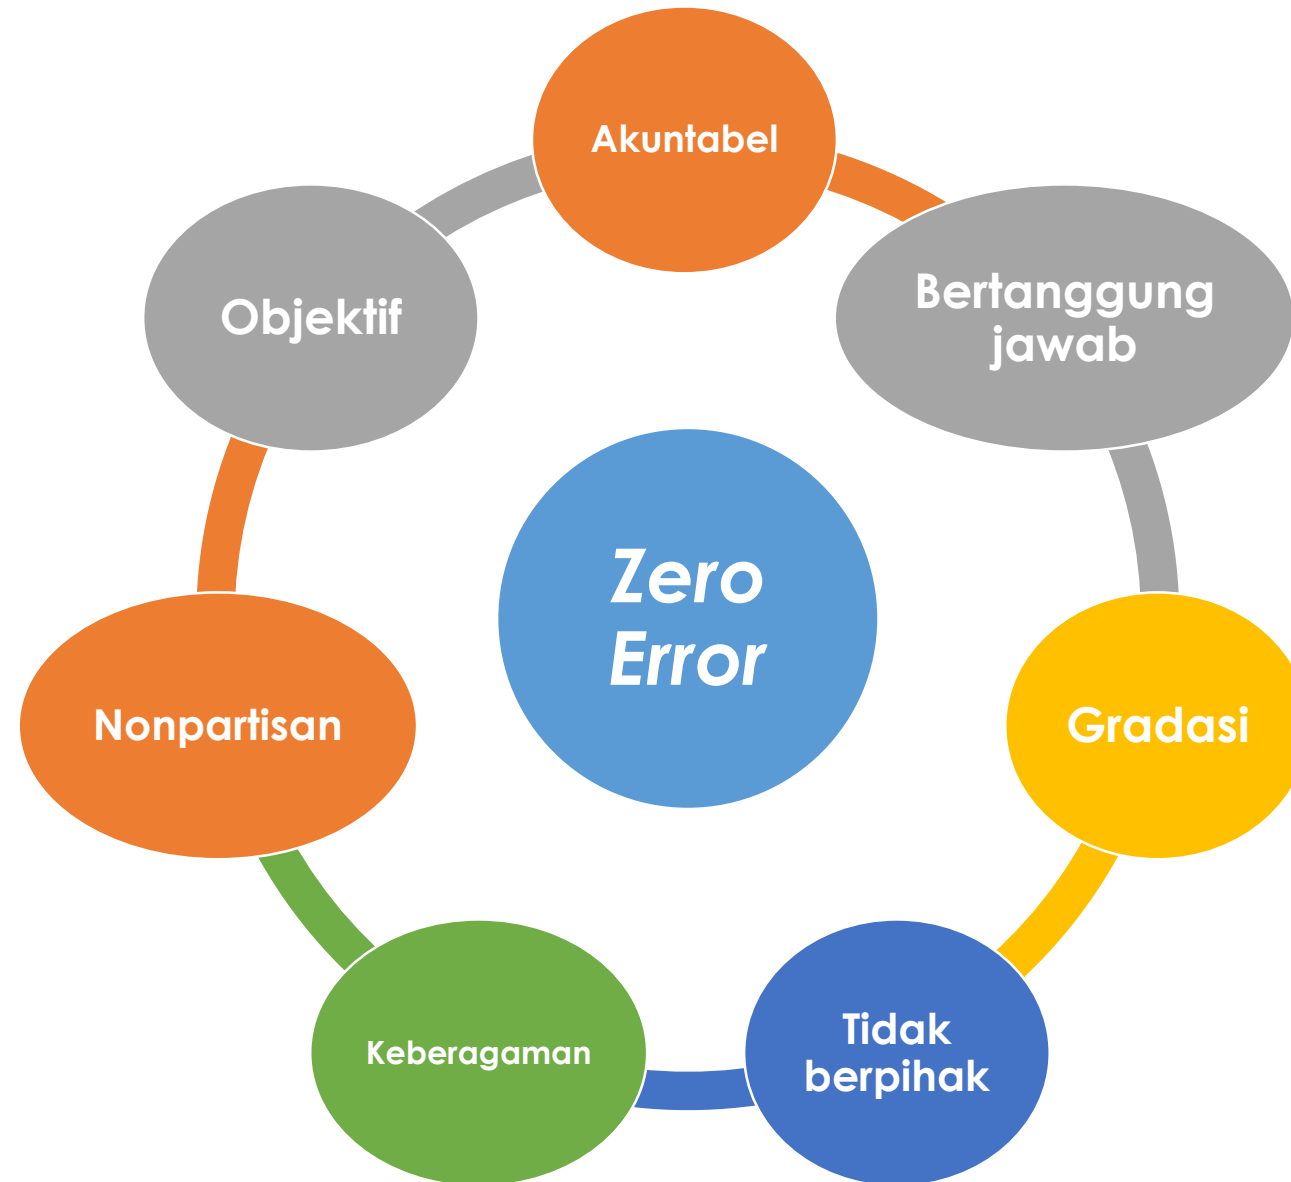 Akuntabel
Bertanggung
jawab
Gradasi
Tidak
berpihak
Keberagaman
Nonpartisan
Objektif
Zero
Error